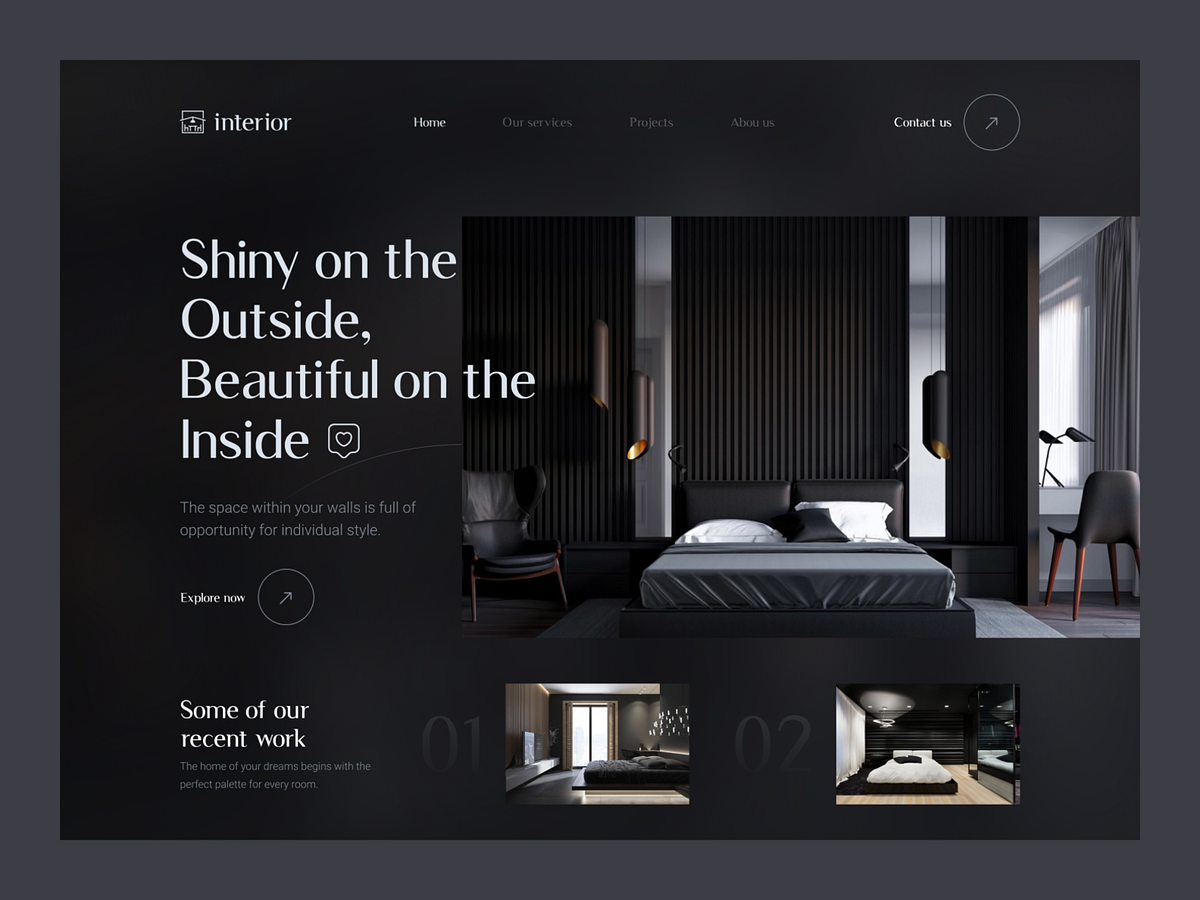 interior
Home
Our services
Projects
Abou us
Contact us
Shiny on the
Outside,
Beautiful on the
Inside
The space within your walls is full of
opportunity for individual style.
Explore now
Some of our
recent work
The home of your dreams begins with the
perfect palette for every room.
01
02